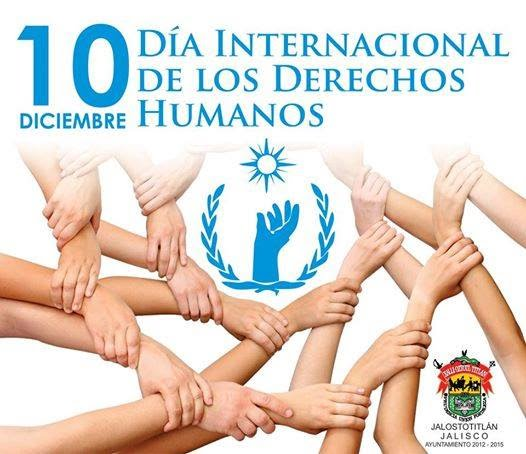 10
DICIEMBRE
DÍA INTERNACIONAL
DE LOS DERECHOS
HUMANOS
JALOSTOTITLÁN
JALISCO
AYUNTAMIENTO 2012 - 2015